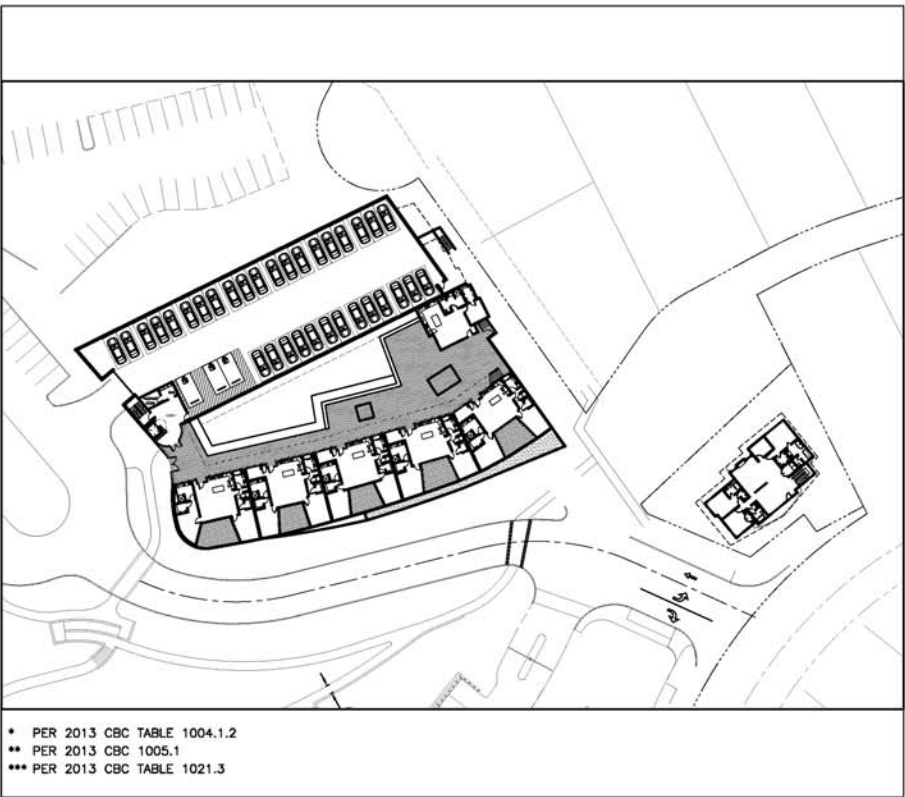 * PER 2013 CBC TABLE 1004.1.2
** PER 2013 CBC 1005.1
*** PER 2013 CBC TABLE 1021.3